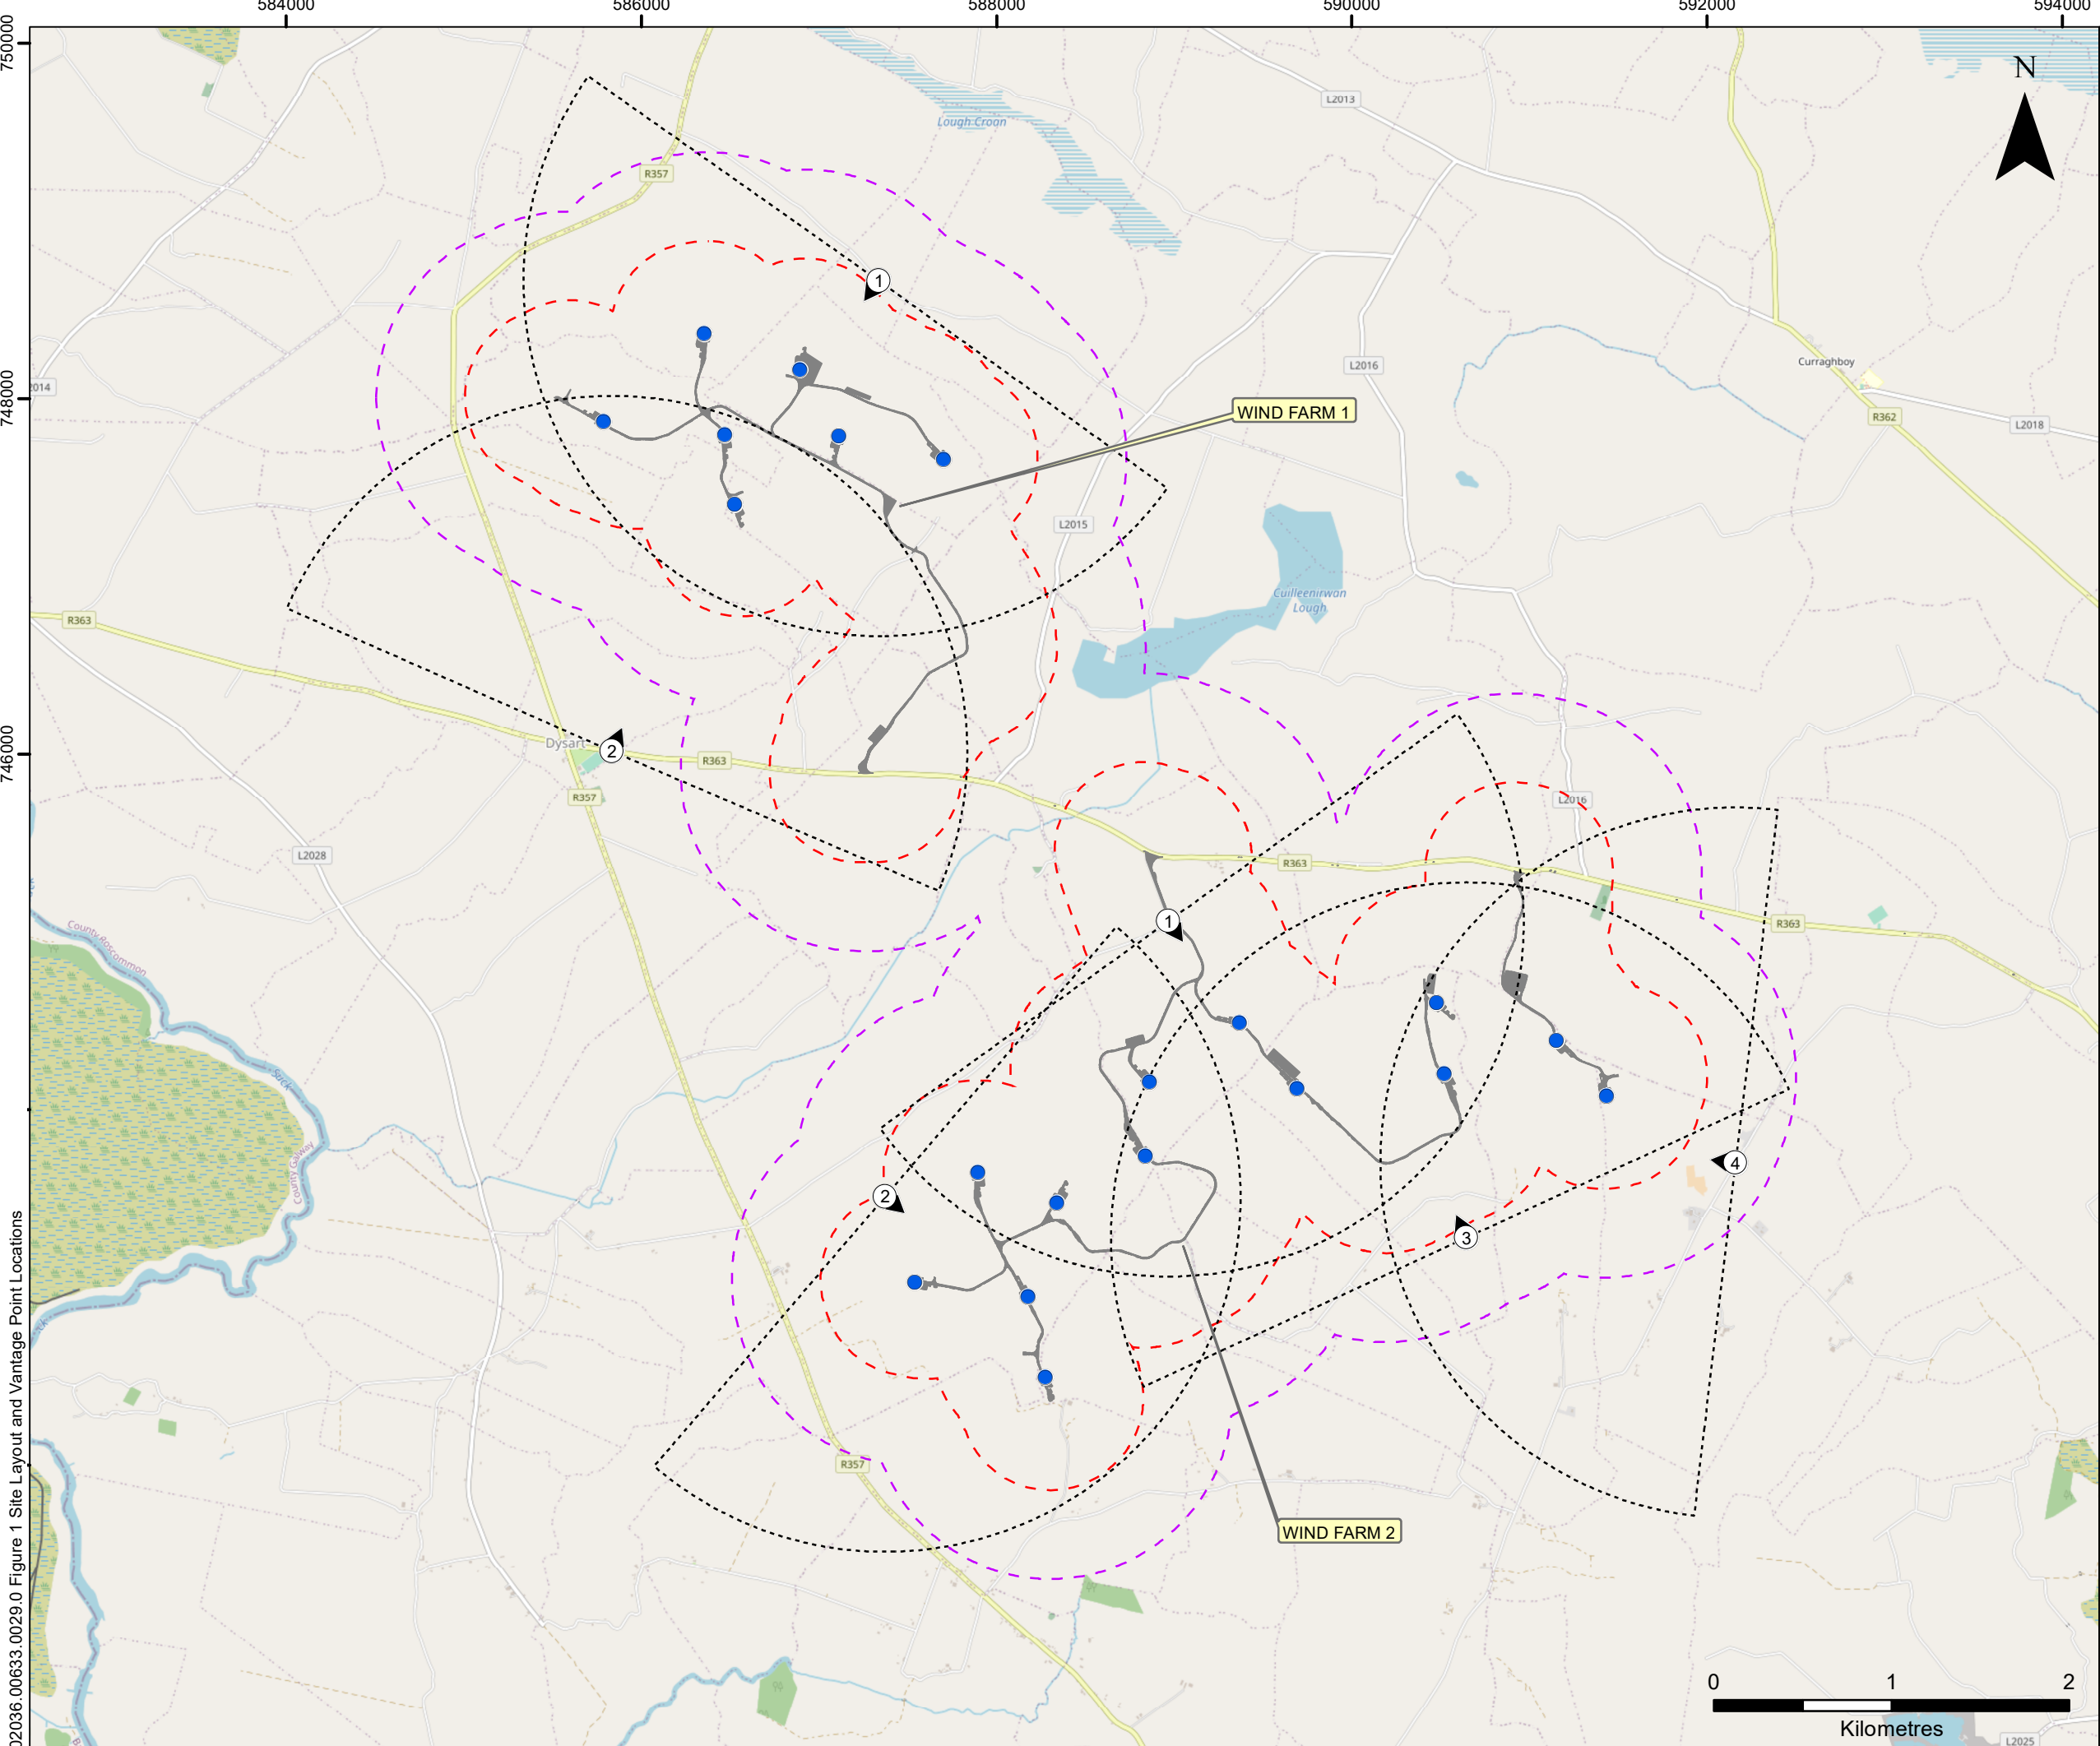 584000
586000
588000
590000
592000
594000
750000
748000
746000
N
L2013
Lough Croan
R357
1
2014
L2016
Curraghboy
R362
L2018
WIND FARM 1
L2015
Cuilleenirwan
Lough
R363
Dysart
2
R363
R357
L2016
L2028
R363
R363
County Roscommon
1
Suck
County Galway
2
4
3
R357
WIND FARM 2
0 1 2
Kilometres
L2025
02036.00633.0029.0 Figure 1 Site Layout and Vantage Point Locations